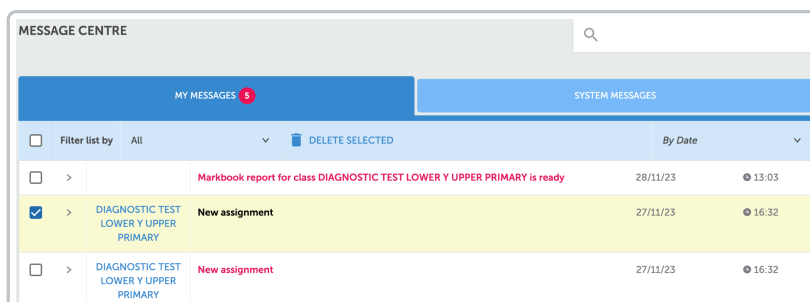 MESSAGE CENTRE
MY MESSAGES 5
SYSTEM MESSAGES
Filter list by All DELETE SELECTED By Date
Markbook report for class DIAGNOSTIC TEST LOWER Y UPPER PRIMARY is ready 28/11/23 13:03
DIAGNOSTIC TEST New assignment 27/11/23 16:32
LOWER Y UPPER
PRIMARY
DIAGNOSTIC TEST New assignment 27/11/23 16:32
LOWER Y UPPER
PRIMARY